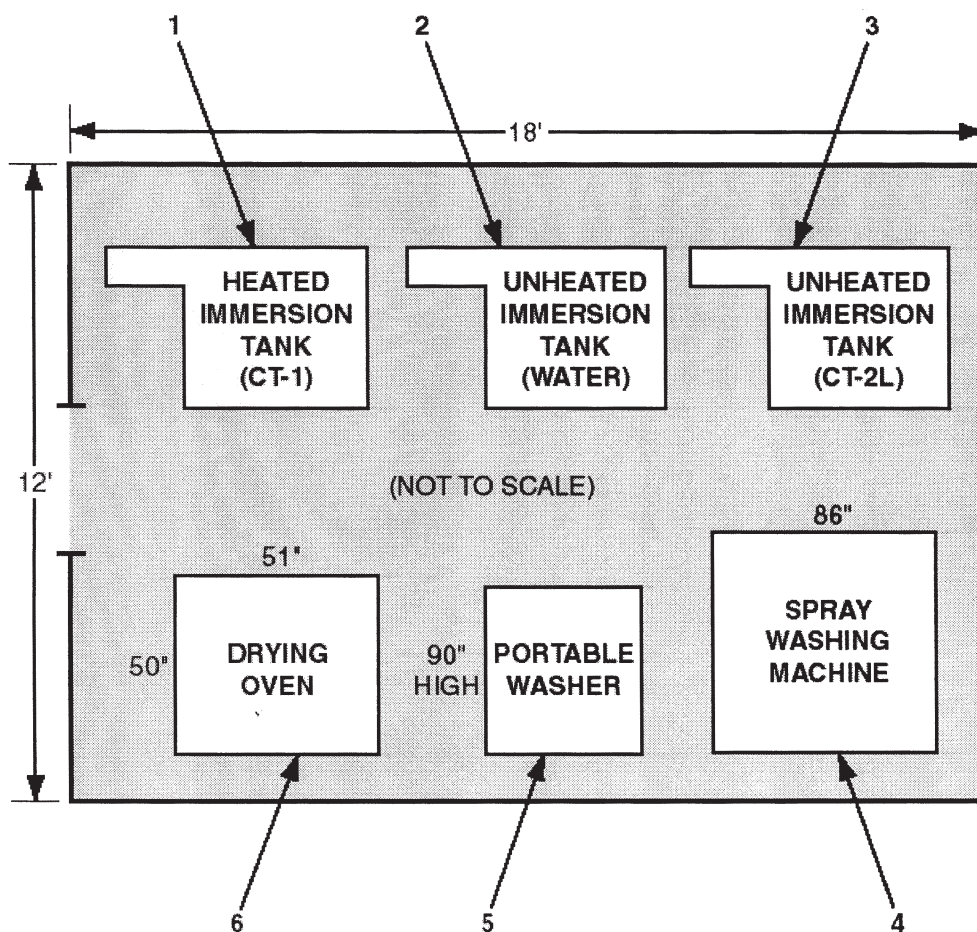 1
2
3
18'
HEATED
IMMERSION
TANK
(CT-1)
UNHEATED
IMMERSION
TANK
(WATER)
UNHEATED
IMMERSION
TANK
(CT-2L)
12'
(NOT TO SCALE)
51"
50"
DRYING
OVEN
90"
HIGH
PORTABLE
WASHER
86"
SPRAY
WASHING
MACHINE
6
5
4